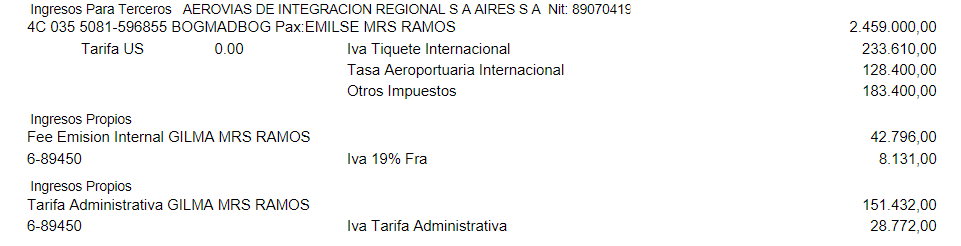 Ingresos Para Terceros AEROVIAS DE INTEGRACION REGIONAL S A AIRES S A Nit: 89070419
4C 035 5081-596855 BOGMADBOG Pax:EMILSE MRS RAMOS 2.459.000,00
Tarifa US 0.00 Iva Tiquete Internacional 233.610,00
Tasa Aeroportuaria Internacional 128.400,00
Otros Impuestos 183.400,00
Ingresos Propios
Fee Emision Internal GILMA MRS RAMOS 42.796,00
6-89450 Iva 19% Fra 8.131,00
Ingresos Propios
Tarifa Administrativa GILMA MRS RAMOS 151.432,00
6-89450 Iva Tarifa Administrativa 28.772,00